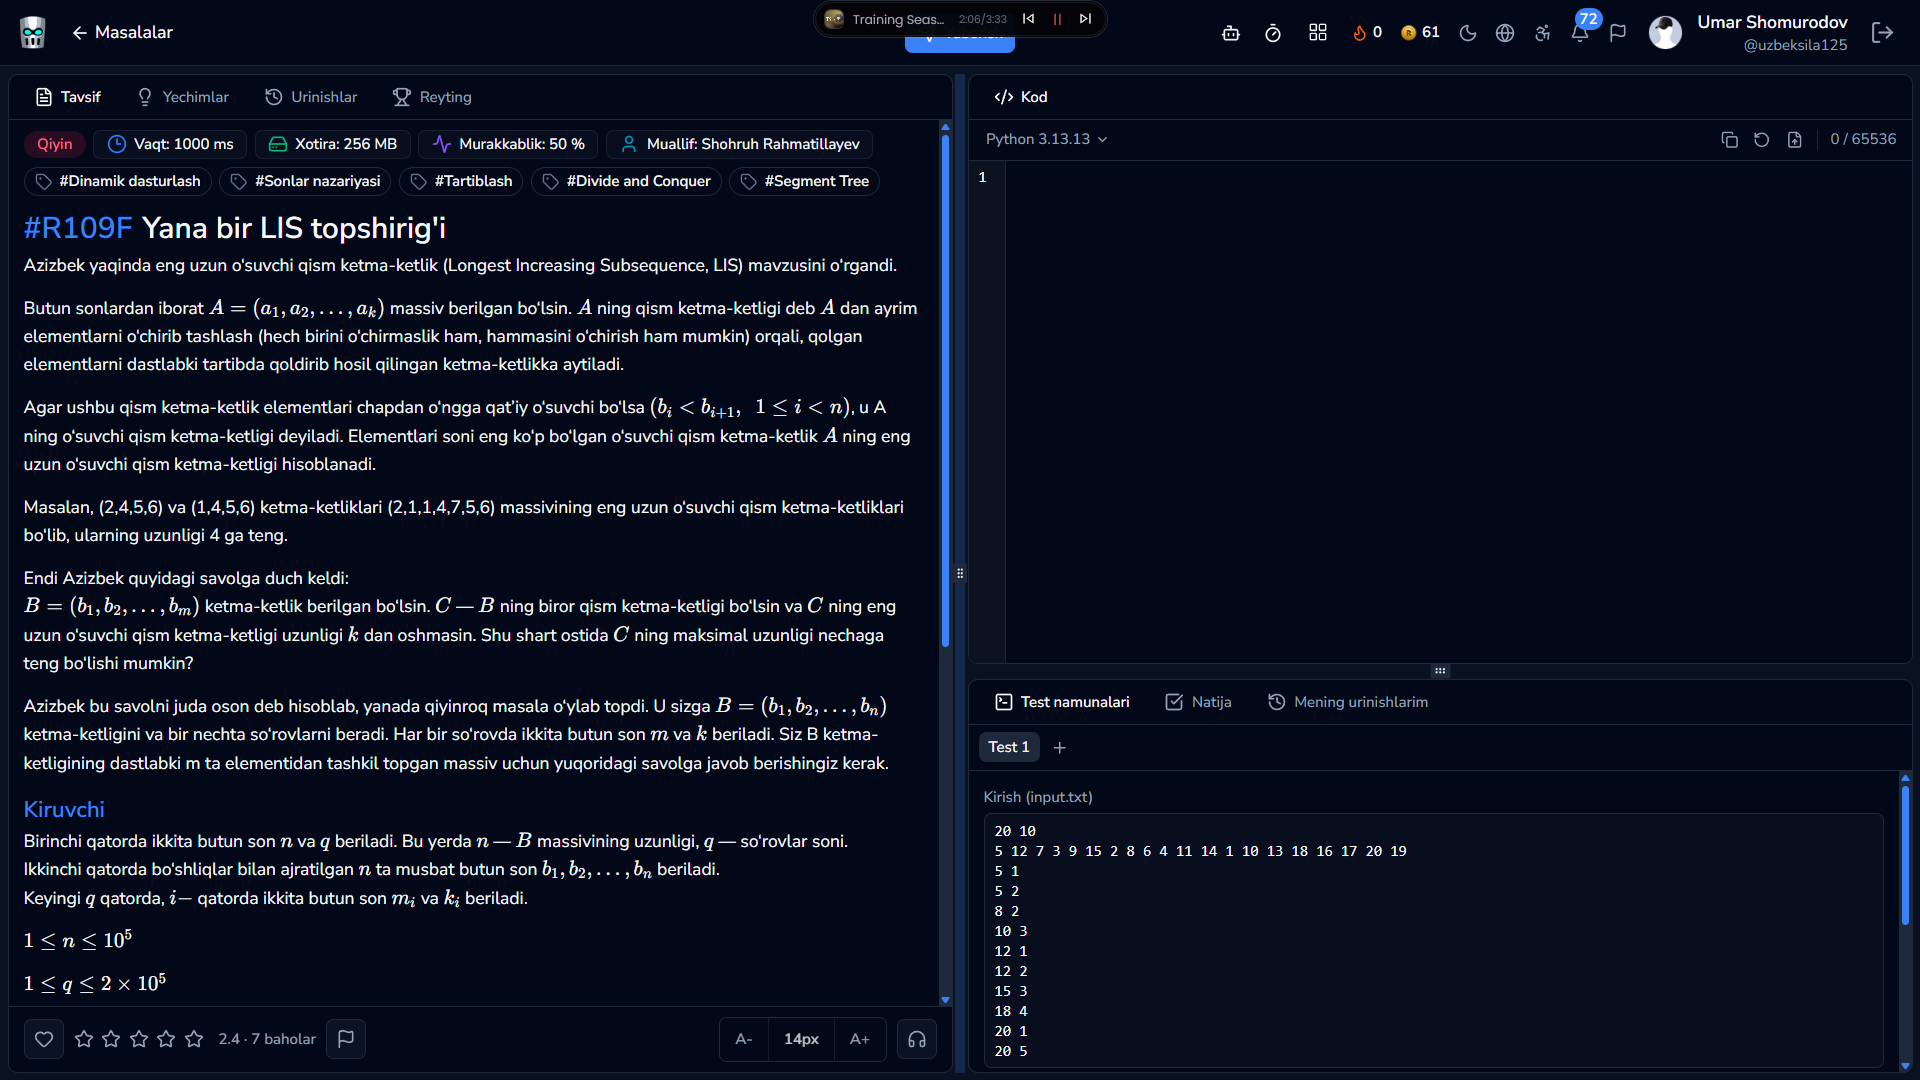 Masalalar
Training Seas...
2:06/3:33
0
61
72
Umar Shomurodov
@uzbeksila125
Tavsif
Yechimlar
Urinishlar
Reyting
Qiyin
Vaqt: 1000 ms
Xotira: 256 MB
Murakkablik: 50 %
Muallif: Shohruh Rahmatillayev
#Dinamik dasturlash
#Sonlar nazariyasi
#Tartiblash
#Divide and Conquer
#Segment Tree
#R109F Yana bir LIS topshirig'i
Azizbek yaqinda eng uzun o‘suvchi qism ketma-ketlik (Longest Increasing Subsequence, LIS) mavzusini o‘rgandi.
Butun sonlardan iborat A = (a₁, a₂, . . . , aₖ) massiv berilgan bo‘lsin. A ning qism ketma-ketligi deb A dan ayrim
elementlarni o‘chirib tashlash (hech birini o‘chirmaslik ham, hammasini o‘chirish ham mumkin) orqali, qolgan
elementlarni dastlabki tartibda qoldirib hosil qilingan ketma-ketlikka aytiladi.
Agar ushbu qism ketma-ketlik elementlari chapdan o‘ngga qat’iy o‘suvchi bo‘lsa (bᵢ < bᵢ₊₁, 1 ≤ i < n), u A
ning o‘suvchi qism ketma-ketligi deyiladi. Elementlari soni eng ko‘p bo‘lgan o‘suvchi qism ketma-ketlik A ning eng
uzun o‘suvchi qism ketma-ketligi hisoblanadi.
Masalan, (2,4,5,6) va (1,4,5,6) ketma-ketliklari (2,1,1,4,7,5,6) massivining eng uzun o‘suvchi qism ketma-ketliklari
bo‘lib, ularning uzunligi 4 ga teng.
Endi Azizbek quyidagi savolga duch keldi:
B = (b₁, b₂, . . . , bₘ) ketma-ketlik berilgan bo‘lsin. C — B ning biror qism ketma-ketligi bo‘lsin va C ning eng
uzun o‘suvchi qism ketma-ketligi uzunligi k dan oshmasin. Shu shart ostida C ning maksimal uzunligi nechaga
teng bo‘lishi mumkin?
Azizbek bu savolni juda oson deb hisoblab, yanada qiyinroq masala o‘ylab topdi. U sizga B = (b₁, b₂, . . . , bₙ)
ketma-ketligini va bir nechta so‘rovlarni beradi. Har bir so‘rovda ikkita butun son m va k beriladi. Siz B ketma-
ketligining dastlabki m ta elementidan tashkil topgan massiv uchun yuqoridagi savolga javob berishingiz kerak.
Kiruvchi
Birinchi qatorda ikkita butun son n va q beriladi. Bu yerda n — B massivining uzunligi, q — so‘rovlar soni.
Ikkinchi qatorda bo‘shliqlar bilan ajratilgan n ta musbat butun son b₁, b₂, . . . , bₙ beriladi.
Keyingi q qatorda, i− qatorda ikkita butun son mᵢ va kᵢ beriladi.
1 ≤ n ≤ 10⁵
1 ≤ q ≤ 2 × 10⁵
2.4 · 7 baholar
A-
14px
A+
Kod
Python 3.13.13
0 / 65536
1
Test namunalari
Natija
Mening urinishlarim
Test 1
Kirish (input.txt)
20 10
5 12 7 3 9 15 2 8 6 4 11 14 1 10 13 18 16 17 20 19
5 1
5 2
8 2
10 3
12 1
12 2
15 3
18 4
20 1
20 5